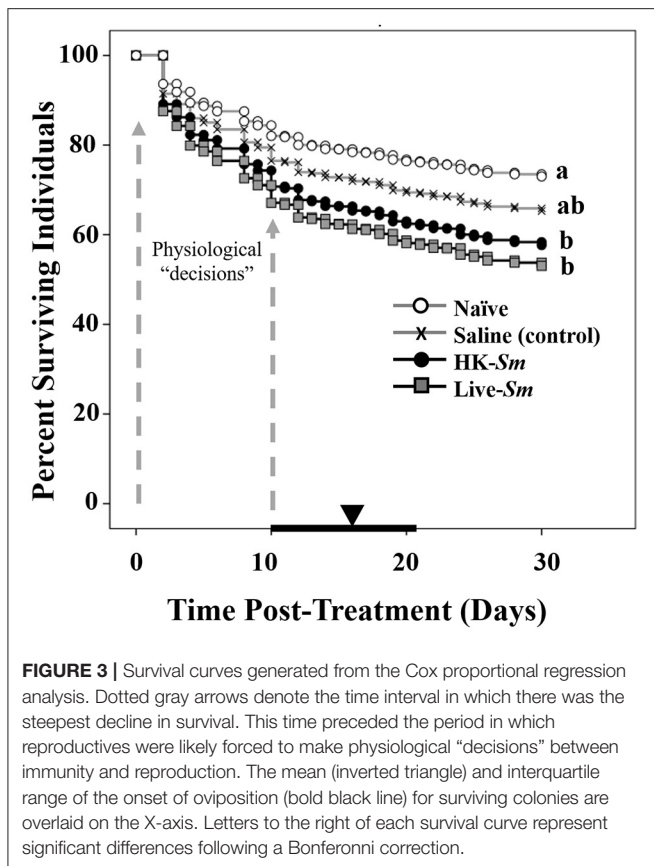 100
80
60
40
20
0
Percent Surviving Individuals
a
ab
b
b
Physiological
“decisions”
Naïve
Saline (control)
HK-Sm
Live-Sm
0
10
20
30
Time Post-Treatment (Days)
FIGURE 3 | Survival curves generated from the Cox proportional regression
analysis. Dotted gray arrows denote the time interval in which there was the
steepest decline in survival. This time preceded the period in which
reproductives were likely forced to make physiological “decisions” between
immunity and reproduction. The mean (inverted triangle) and interquartile
range of the onset of oviposition (bold black line) for surviving colonies are
overlaid on the X-axis. Letters to the right of each survival curve represent
significant differences following a Bonferonni correction.